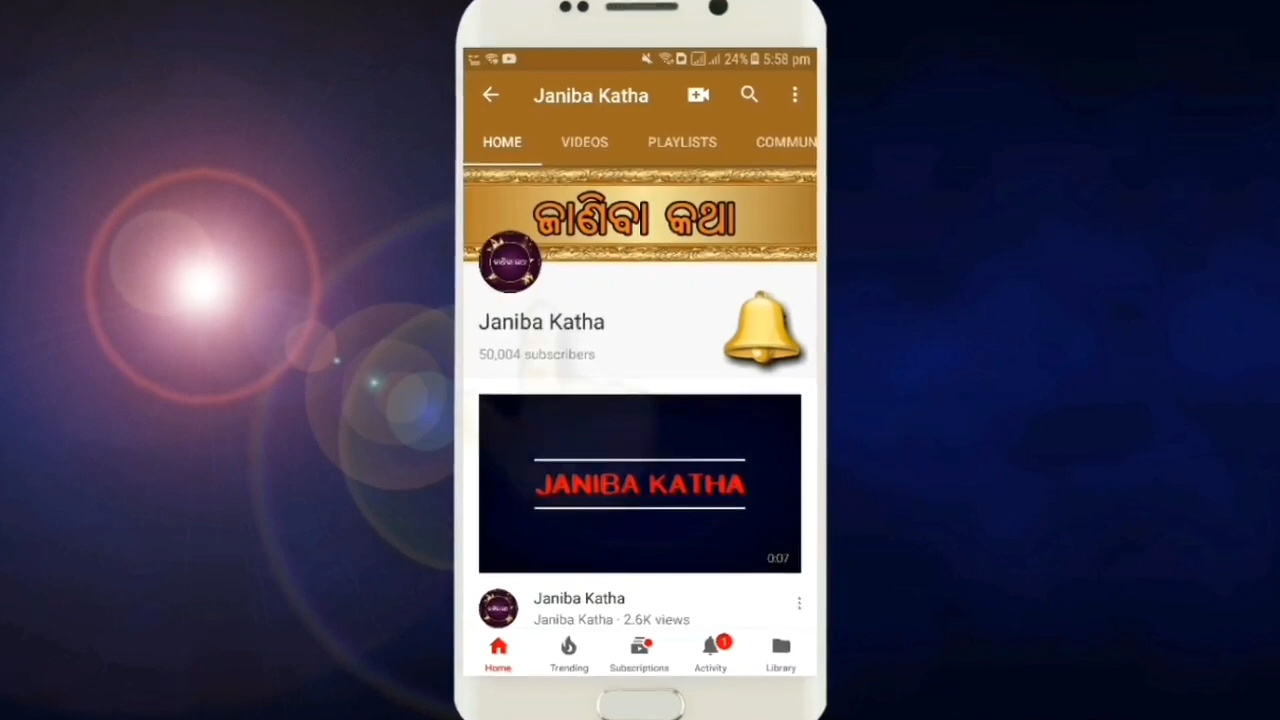 24% 5:58 pm
Janiba Katha
HOME VIDEOS PLAYLISTS COMMUN
ଜାଣିବା କଥା
ଜାଣିବା କଥା
Janiba Katha
50,004 subscribers
JANIBA KATHA
0:07
Janiba Katha
Janiba Katha · 2.6K views
1
Home Trending Subscriptions Activity Library